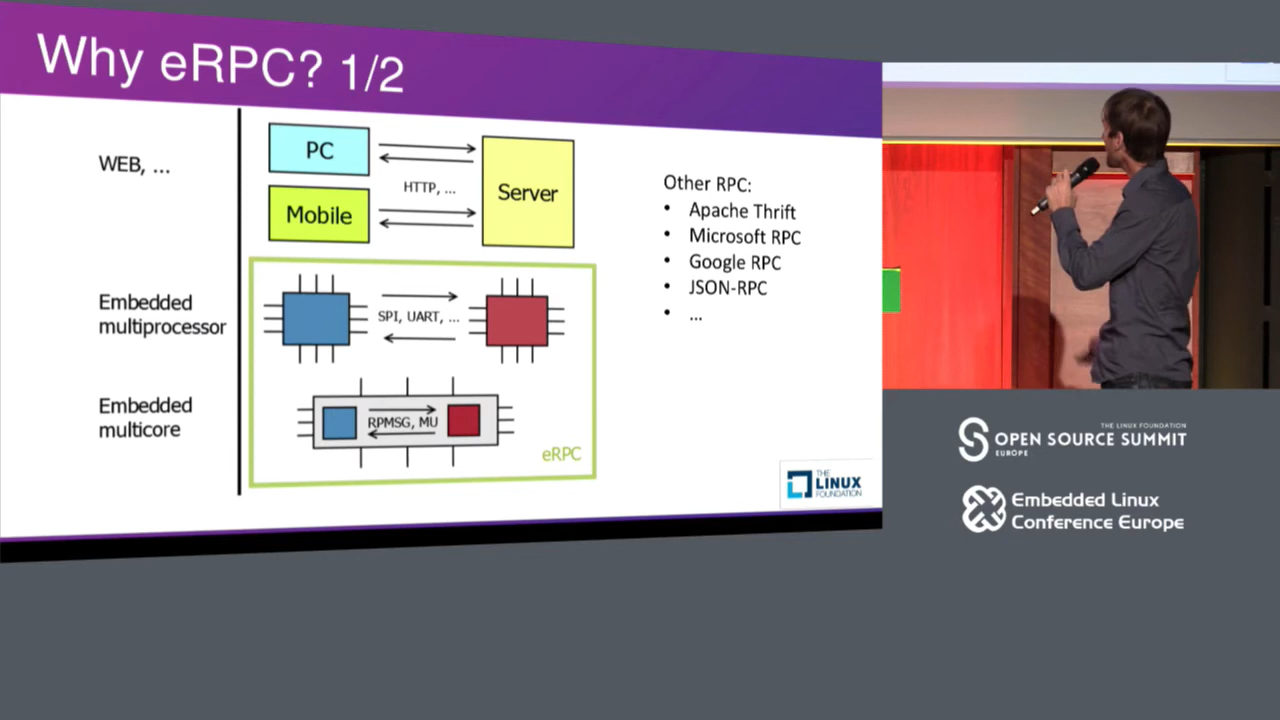 Why eRPC? 1/2
WEB, ...
PC
Mobile
HTTP, ...
Server
Embedded
multiprocessor
SPI, UART, ...
Embedded
multicore
RPMSG, MU
eRPC
Other RPC:
• Apache Thrift
• Microsoft RPC
• Google RPC
• JSON-RPC
• ...
THE
LINUX
FOUNDATION
THE LINUX FOUNDATION
OPEN SOURCE SUMMIT
EUROPE
Embedded Linux
Conference Europe